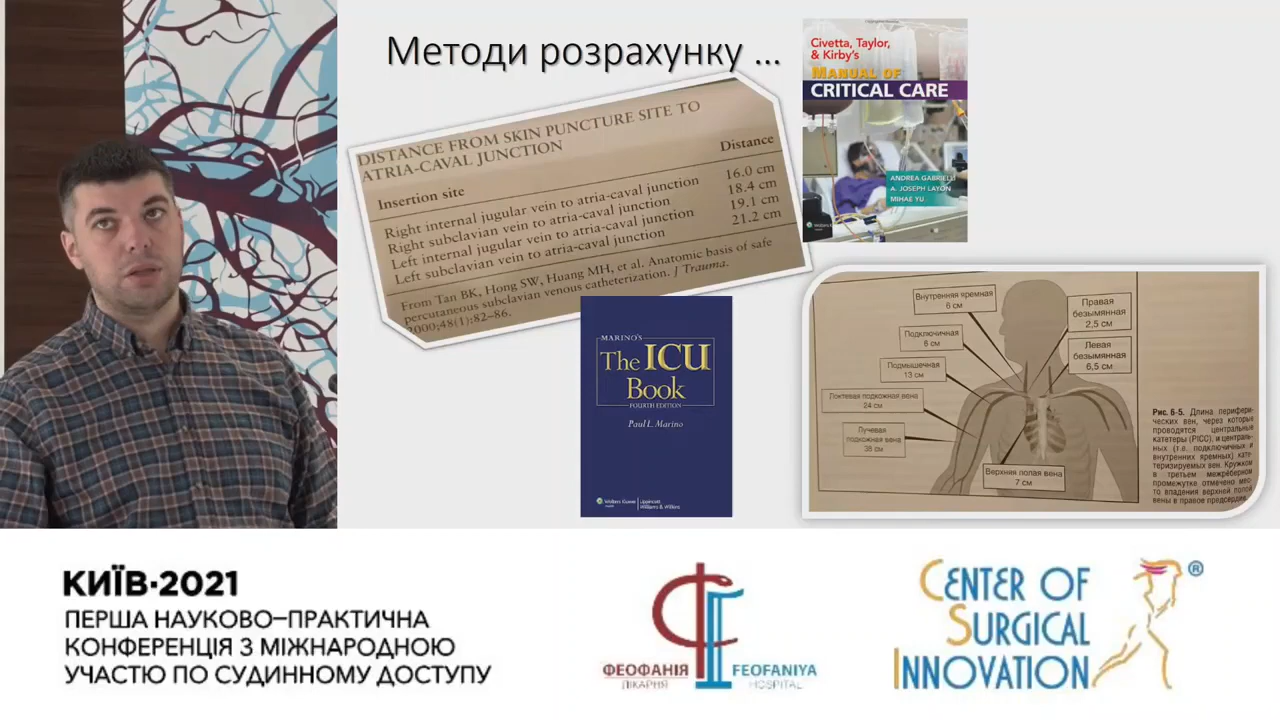 Методи розрахунку ...
DISTANCE FROM SKIN PUNCTURE SITE TO
ATRIA-CAVAL JUNCTION
Insertion site Distance
Right internal jugular vein to atria-caval junction 16.0 cm
Right subclavian vein to atria-caval junction 18.4 cm
Left internal jugular vein to atria-caval junction 19.1 cm
Left subclavian vein to atria-caval junction 21.2 cm
From Tan BK, Hong SW, Huang MH, et al. Anatomic basis of safe
percutaneous subclavian venous catheterization. J Trauma.
2000;48(1):82–86.
Civetta, Taylor,
& Kirby's
MANUAL OF
CRITICAL CARE
ANDREA GABRIELLI
A. JOSEPH LAYON
MIHAE YU
MARINO'S
The ICU
Book
FOURTH EDITION
Paul L. Marino
Wolters Kluwer
Lippincott
Williams & Wilkins
Внутренняя яремная
6 см
Подключичная
6 см
Подмышечная
13 см
Локтевая подкожная вена
24 см
Лучевая
подкожная вена
38 см
Правая
безымянная
2,5 см
Левая
безымянная
6,5 см
Верхняя полая вена
7 см
Рис. 6-5. Длина перифери-
ческих вен, через которые
проводятся центральные
катетеры (PICC), и централь-
ных (т.е. подключичных и
внутренних яремных) кате-
теризируемых вен. Кружком
в третьем межреберном
промежутке отмечено мес-
то впадения верхней полой
вены в правое предсердие.
КИЇВ·2021
ПЕРША НАУКОВО–ПРАКТИЧНА
КОНФЕРЕНЦІЯ З МІЖНАРОДНОЮ
УЧАСТЮ ПО СУДИННОМУ ДОСТУПУ
ФЕОФАНІЯ
ЛІКАРНЯ
FEOFANIYA
HOSPITAL
CENTER OF
SURGICAL
INNOVATION
®